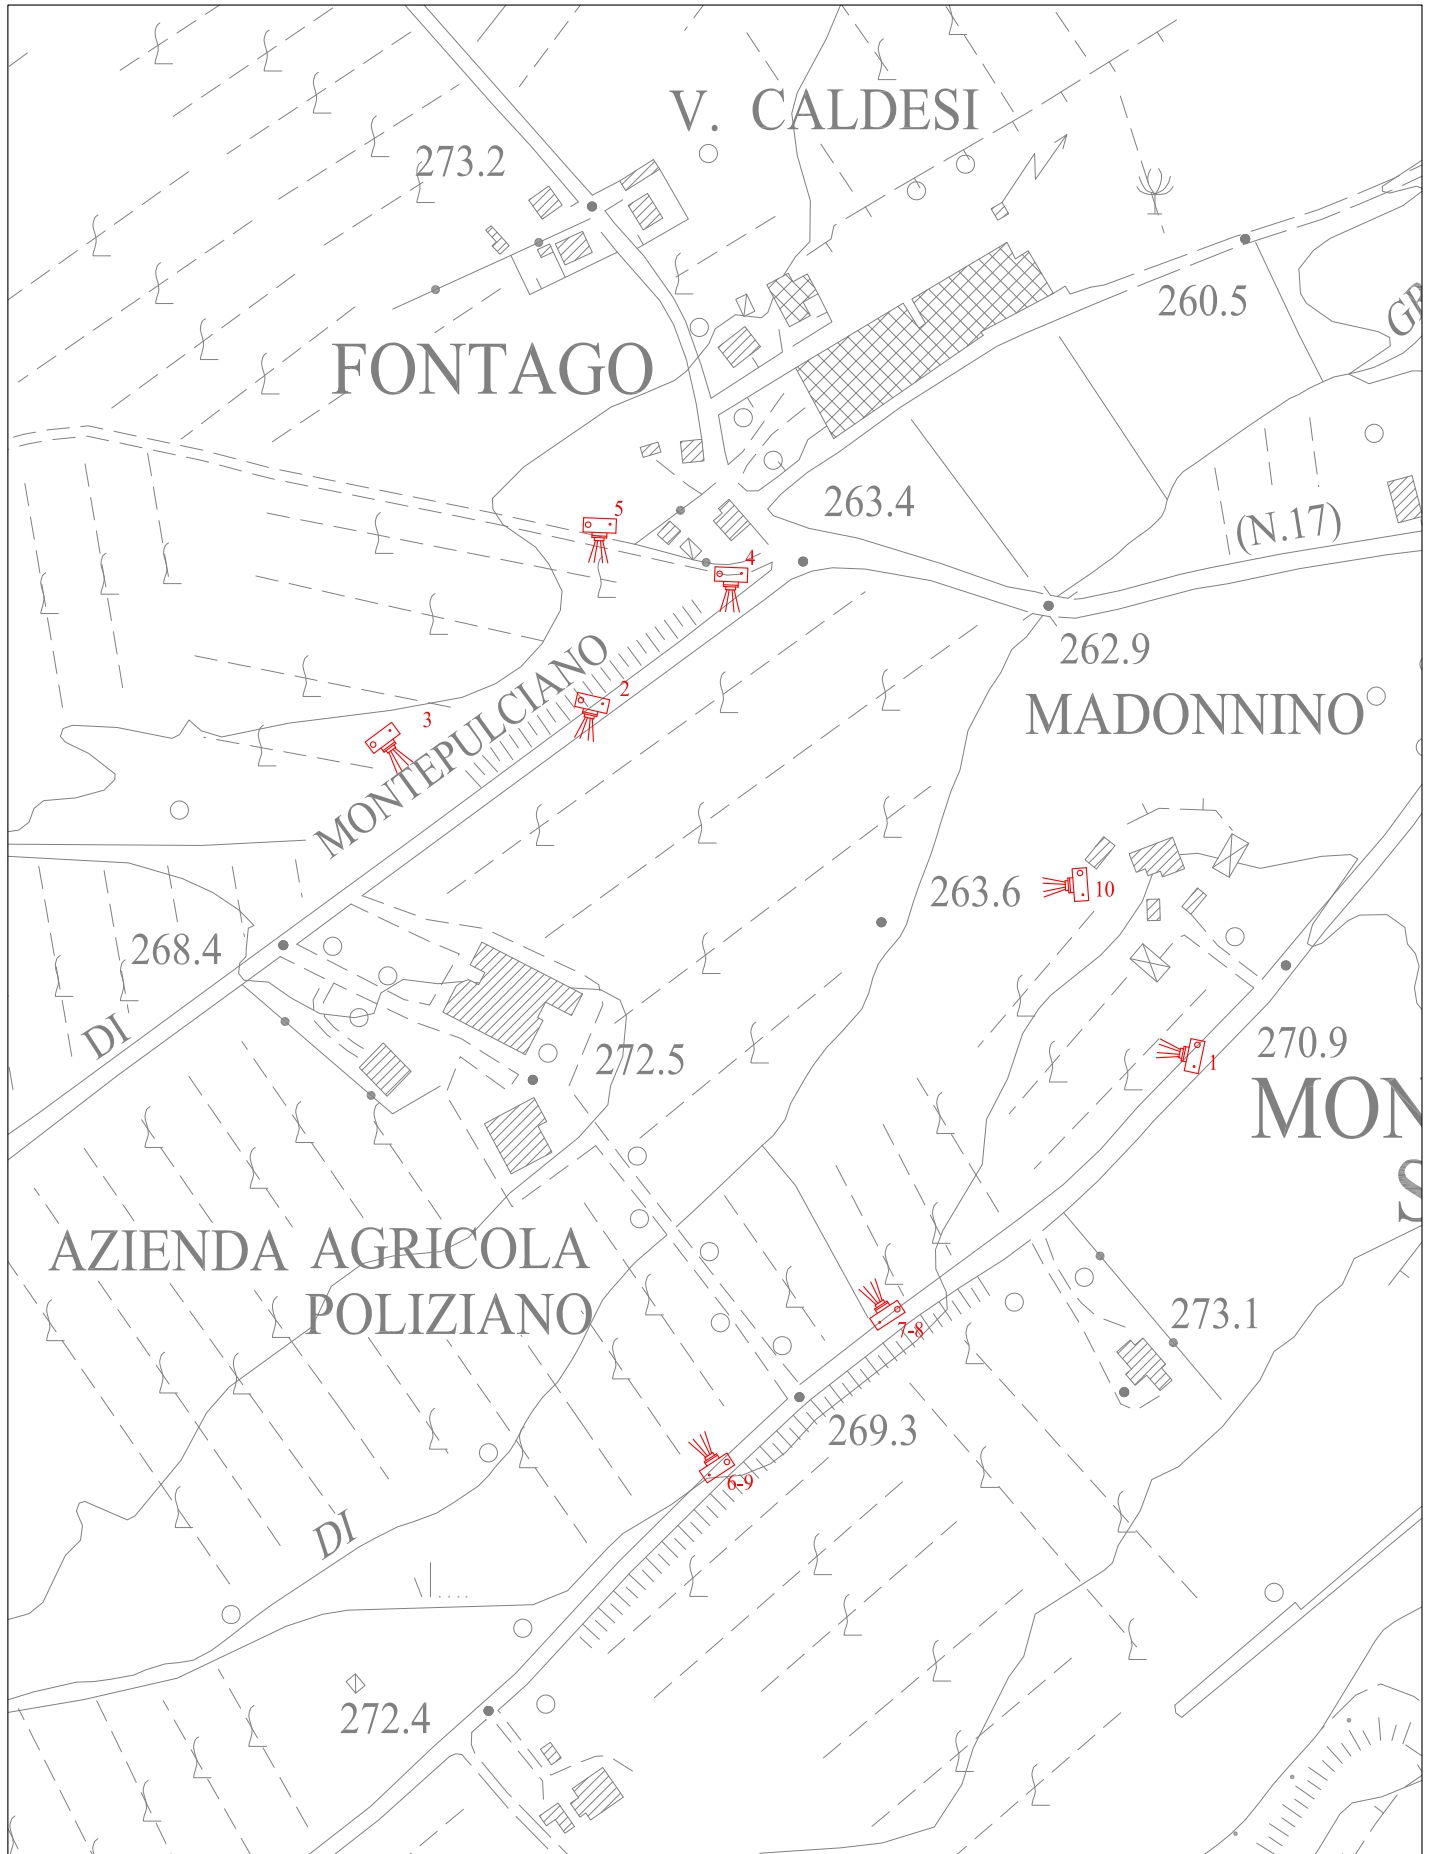 V. CALDESI
273.2
260.5
GR
FONTAGO
263.4
(N.17)
5
4
262.9
MONTEPULCIANO
2
MADONNINO
3
263.6
10
268.4
DI
272.5
270.9
1
MON
S
AZIENDA AGRICOLA
POLIZIANO
7-8
273.1
269.3
6-9
DI
272.4